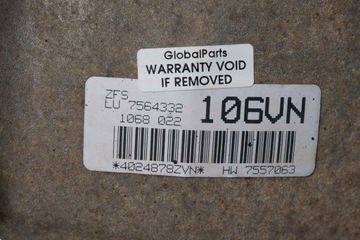 GlobalParts
WARRANTY VOID
IF REMOVED
ZFS
LU 7564332
1068 022
106VN
*4024878ZVN* HW 7557063